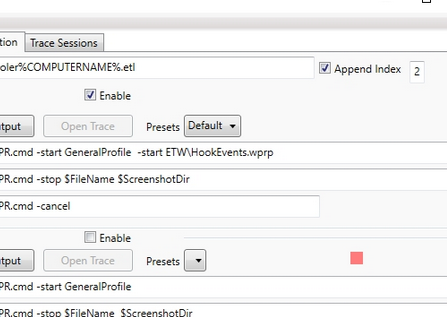 tion Trace Sessions
oler%COMPUTERNAME%.etl Append Index 2
Enable
tput Open Trace Presets Default
PR.cmd -start GeneralProfile -start ETW\HookEvents.wprp
PR.cmd -stop $FileName $ScreenshotDir
PR.cmd -cancel
Enable
tput Open Trace Presets
PR.cmd -start GeneralProfile
PR.cmd -stop $FileName $ScreenshotDir